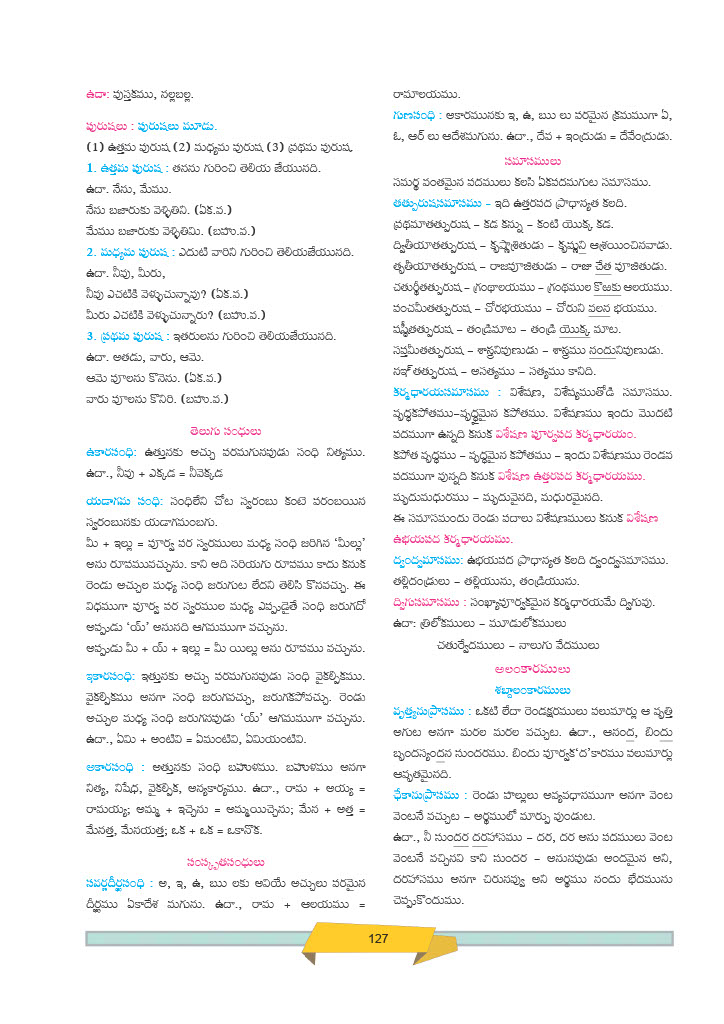 ఉదా: పుస్తకము, నల్లబల్ల.
పురుషలు : పురుషలు మూడు.
(1) ఉత్తమ పురుష (2) మధ్యమ పురుష (3) ప్రథమ పురుష.
1. ఉత్తమ పురుష : తనను గురించి తెలియ జేయునది.
ఉదా. నేను, మేము.
నేను బజారుకు వెళ్ళితిని. (ఏక.వ.)
మేము బజారుకు వెళ్ళితిమి. (బహు.వ.)
2. మధ్యమ పురుష : ఎదుటి వారిని గురించి తెలియజేయునది.
ఉదా. నీవు, మీరు,
నీవు ఎచటికి వెళ్ళుచున్నావు? (ఏక.వ.)
మీరు ఎచటికి వెళ్ళుచున్నారు? (బహు.వ.)
3. ప్రథమ పురుష : ఇతరులను గురించి తెలియజేయునది.
ఉదా. అతడు, వారు, ఆమె.
ఆమె పూలను కొనెను. (ఏక.వ.)
వారు పూలను కొనిరి. (బహు.వ.)
తెలుగు సంధులు
ఉకారసంధి: ఉత్తునకు అచ్చు పరమగునపుడు సంధి నిత్యము.
ఉదా., నీవు + ఎక్కడ = నీవెక్కడ
యడాగమ సంధి: సంధిలేని చోట స్వరంబు కంటె పరంబయిన
స్వరంబునకు యడాగమంబగు.
మీ + ఇల్లు = పూర్వ పర స్వరములు మధ్య సంధి జరిగిన ‘మీల్లు’
అను రూపమువచ్చును. కాని అది సరియగు రూపము కాదు కనుక
రెండు అచ్చుల మధ్య సంధి జరుగుట లేదని తెలిసి కొనవచ్చు. ఈ
విధముగా పూర్వ పర స్వరముల మధ్య ఎప్పుడైతే సంధి జరుగదో
అప్పుడు ‘య్’ అనునది ఆగమముగా వచ్చును.
అప్పుడు మీ + య్ + ఇల్లు = మీ యిల్లు అను రూపము వచ్చును.
ఇకారసంధి: ఇత్తునకు అచ్చు పరమగునపుడు సంధి వైకల్పికము.
వైకల్పికము అనగా సంధి జరుగవచ్చు, జరుగకపోవచ్చు. రెండు
అచ్చుల మధ్య సంధి జరుగనపుడు ‘య్’ ఆగమముగా వచ్చును.
ఉదా., ఏమి + అంటివి = ఏమంటివి, ఏమియంటివి.
అకారసంధి : అత్తునకు సంధి బహుళము. బహుళము అనగా
నిత్య, నిషేధ, వైకల్పిక, అన్యకార్యము. ఉదా., రామ + అయ్య =
రామయ్య; అమ్మ + ఇచ్చెను = అమ్మయిచ్చెను; మేన + అత్త =
మేనత్త, మేనయత్త; ఒక + ఒక = ఒకానొక.
సంస్కృతసంధులు
సవర్ణదీర్ఘసంధి : అ, ఇ, ఉ, ఋ లకు అవియే అచ్చులు పరమైన
దీర్ఘము ఏకాదేశ మగును. ఉదా., రామ + ఆలయము =
రామాలయము.
గుణసంధి : అకారమునకు ఇ, ఉ, ఋ లు పరమైన క్రమముగా ఏ,
ఓ, అర్ లు ఆదేశమగును. ఉదా., దేవ + ఇంద్రుడు = దేవేంద్రుడు.
సమాసములు
సమర్థ వంతమైన పదములు కలసి ఏకపదమగుట సమాసము.
తత్పురుషసమాసము - ఇది ఉత్తరపద ప్రాధాన్యత కలది.
ప్రథమాతత్పురుష – కడ కన్ను – కంటి యొక్క కడ.
ద్వితీయాతత్పురుష – కృష్ణాశ్రితుడు – కృష్ణుని ఆశ్రయించినవాడు.
తృతీయాతత్పురుష – రాజపూజితుడు – రాజు చేత పూజితుడు.
చతుర్థీతత్పురుష – గ్రంథాలయము – గ్రంథముల కొఱకు ఆలయము.
పంచమీతత్పురుష – చోరభయము – చోరుని వలన భయము.
షష్ఠీతత్పురుష – తండ్రిమాట – తండ్రి యొక్క మాట.
సప్తమీతత్పురుష – శాస్త్రనిపుణుడు – శాస్త్రము నందునిపుణుడు.
నఞ్ తత్పురుష – అసత్యము – సత్యము కానిది.
కర్మధారయసమాసము : విశేషణ, విశేష్యముతోడి సమాసము.
వృద్ధకపోతము–వృద్ధమైన కపోతము. విశేషణము ఇందు మొదటి
పదముగా ఉన్నది కనుక విశేషణ పూర్వపద కర్మధారయం.
కపోత వృద్ధము – వృద్ధమైన కపోతము – ఇందు విశేషణము రెండవ
పదముగా వున్నది కనుక విశేషణ ఉత్తరపద కర్మధారయము.
మృదుమధురము – మృదువైనది, మధురమైనది.
ఈ సమాసమందు రెండు పదాలు విశేషణములు కనుక విశేషణ
ఉభయపద కర్మధారయము.
ద్వంద్వమాసము: ఉభయపద ప్రాధాన్యత కలది ద్వంద్వసమాసము.
తల్లిదండ్రులు – తల్లియును, తండ్రియును.
ద్విగుసమాసము : సంఖ్యాపూర్వకమైన కర్మధారయమే ద్విగువు.
ఉదా: త్రిలోకములు – మూడులోకములు
చతుర్వేదములు – నాలుగు వేదములు
అలంకారములు
శబ్దాలంకారములు
వృత్త్యనుప్రాసము : ఒకటి లేదా రెండక్షరములు పలుమార్లు ఆ వృత్తి
అగుట అనగా మరల మరల వచ్చుట. ఉదా., ఆనంద, బిందు
బృందస్యందన సుందరము. బిందు పూర్వక‘ద’కారము పలుమార్లు
ఆవృతమైనది.
ఛేకానుప్రాసము : రెండు హల్లులు అవ్యవధానముగా అనగా వెంట
వెంటనే వచ్చుట – అర్థములో మార్పు వుండుట.
ఉదా., నీ సుందర దరహాసము – దర, దర అను పదములు వెంట
వెంటనే వచ్చినవి కాని సుందర – అనునపుడు అందమైన అని,
దరహాసము అనగా చిరునవ్వు అని అర్థము నందు భేదమును
చెప్పుకొందుము.
127